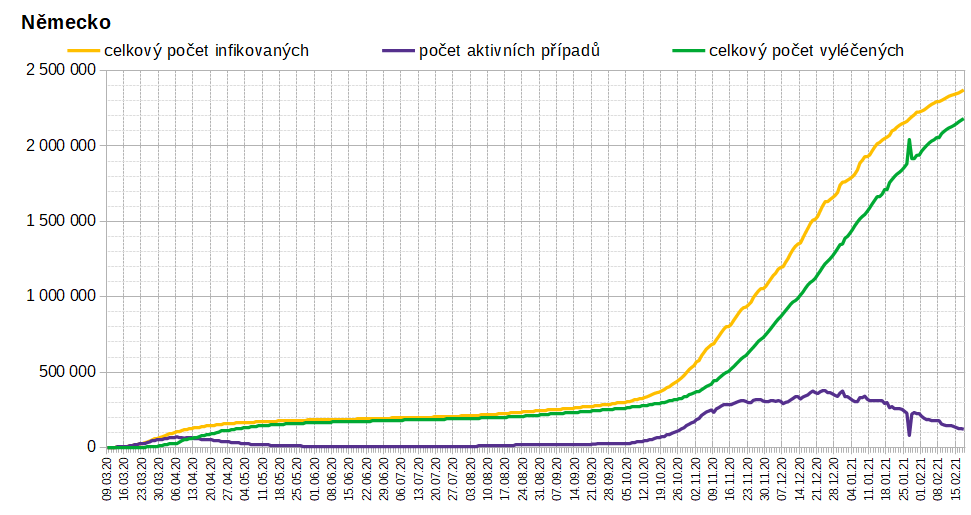 Německo
celkový počet infikovaných počet aktivních případů celkový počet vyléčených
2 500 000
2 000 000
1 500 000
1 000 000
500 000
0
09.03.20 16.03.20 23.03.20 30.03.20 06.04.20 13.04.20 20.04.20 27.04.20 04.05.20 11.05.20 18.05.20 25.05.20 01.06.20 08.06.20 15.06.20 22.06.20 29.06.20 06.07.20 13.07.20 20.07.20 27.07.20 03.08.20 10.08.20 17.08.20 24.08.20 31.08.20 07.09.20 14.09.20 21.09.20 28.09.20 05.10.20 12.10.20 19.10.20 26.10.20 02.11.20 09.11.20 16.11.20 23.11.20 30.11.20 07.12.20 14.12.20 21.12.20 28.12.20 04.01.21 11.01.21 18.01.21 25.01.21 01.02.21 08.02.21 15.02.21